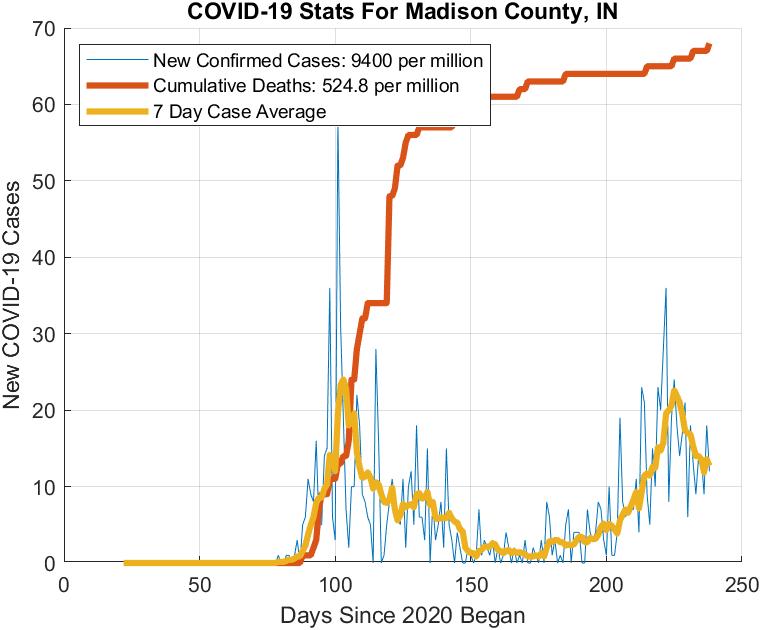 COVID-19 Stats For Madison County, IN
New Confirmed Cases: 9400 per million
Cumulative Deaths: 524.8 per million
7 Day Case Average
New COVID-19 Cases
70
60
50
40
30
20
10
0
0 50 100 150 200 250
Days Since 2020 Began